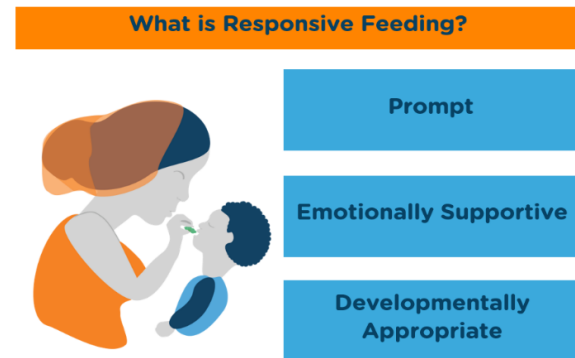 What is Responsive Feeding?
Prompt
Emotionally Supportive
Developmentally
Appropriate